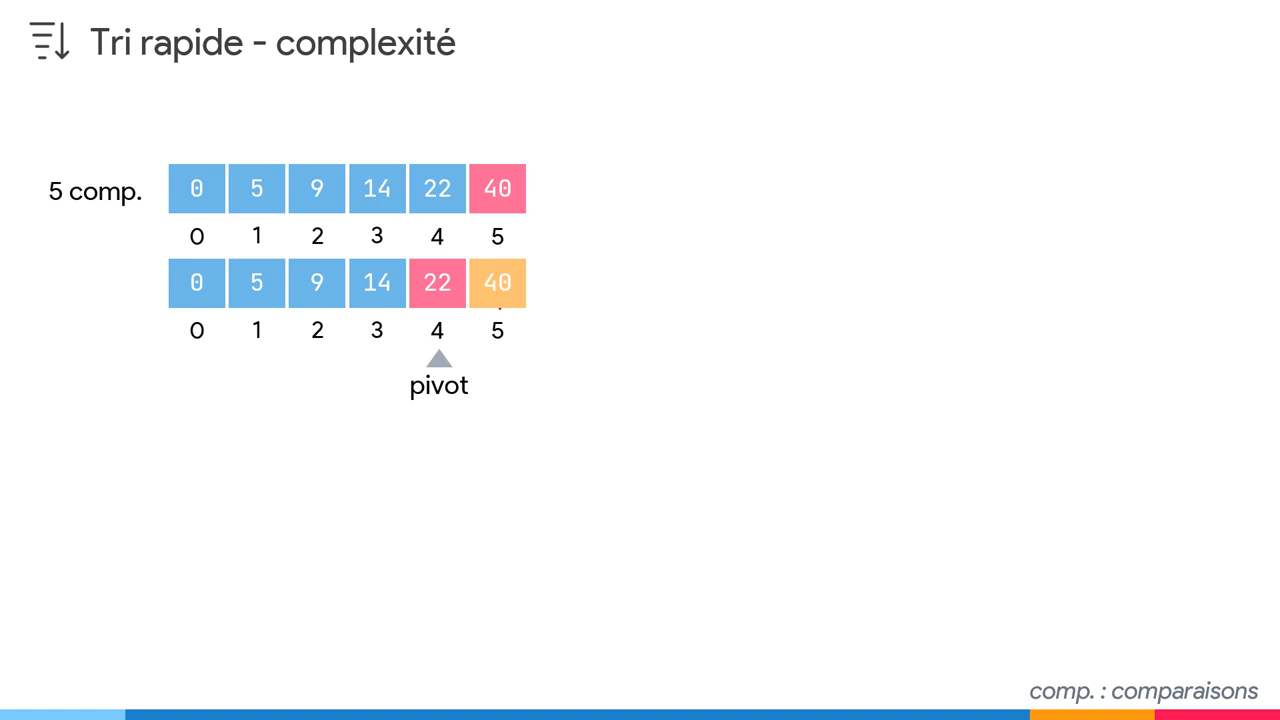 Tri rapide - complexité
5 comp. 0 5 9 14 22 40
0 1 2 3 4 5
0 5 9 14 22 40
0 1 2 3 4 5
pivot
comp. : comparaisons